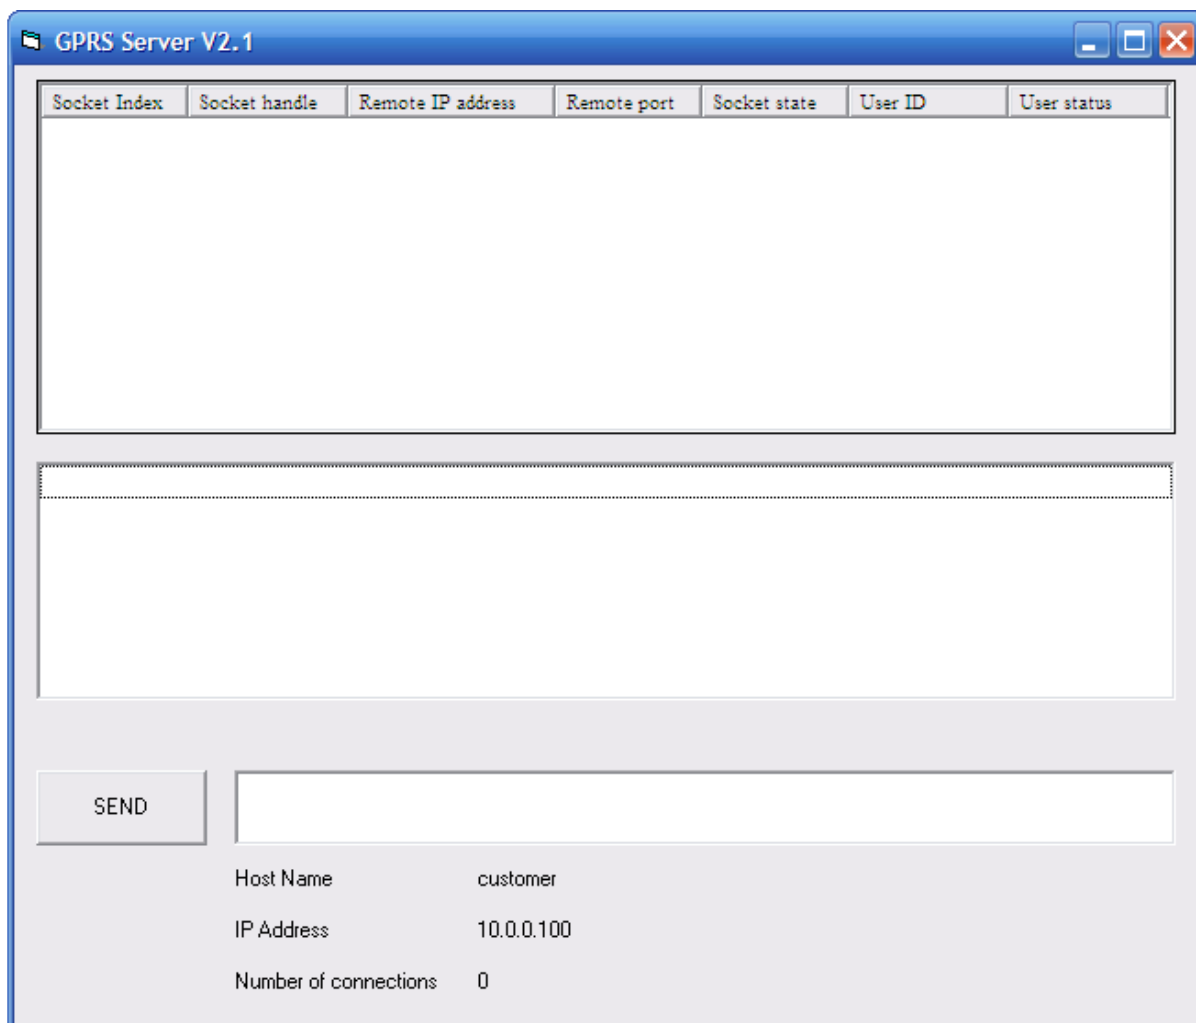 GPRS Server V2.1
Socket Index Socket handle Remote IP address Remote port Socket state User ID User status
SEND
Host Name customer
IP Address 10.0.0.100
Number of connections 0